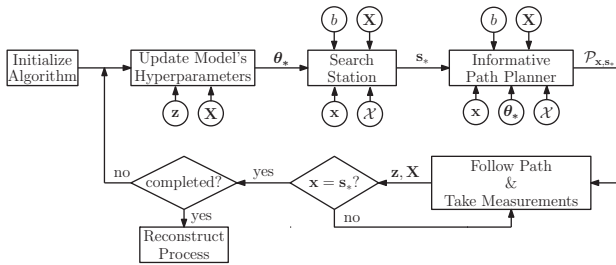 b X b X
Initialize Algorithm
Update Model's Hyperparameters
θ*
Search Station
s*
Informative Path Planner
𝒫x,s*
z X x 𝒳 x θ* 𝒳
no
completed?
yes
x = s*?
z, X
Follow Path & Take Measurements
yes
no
Reconstruct Process